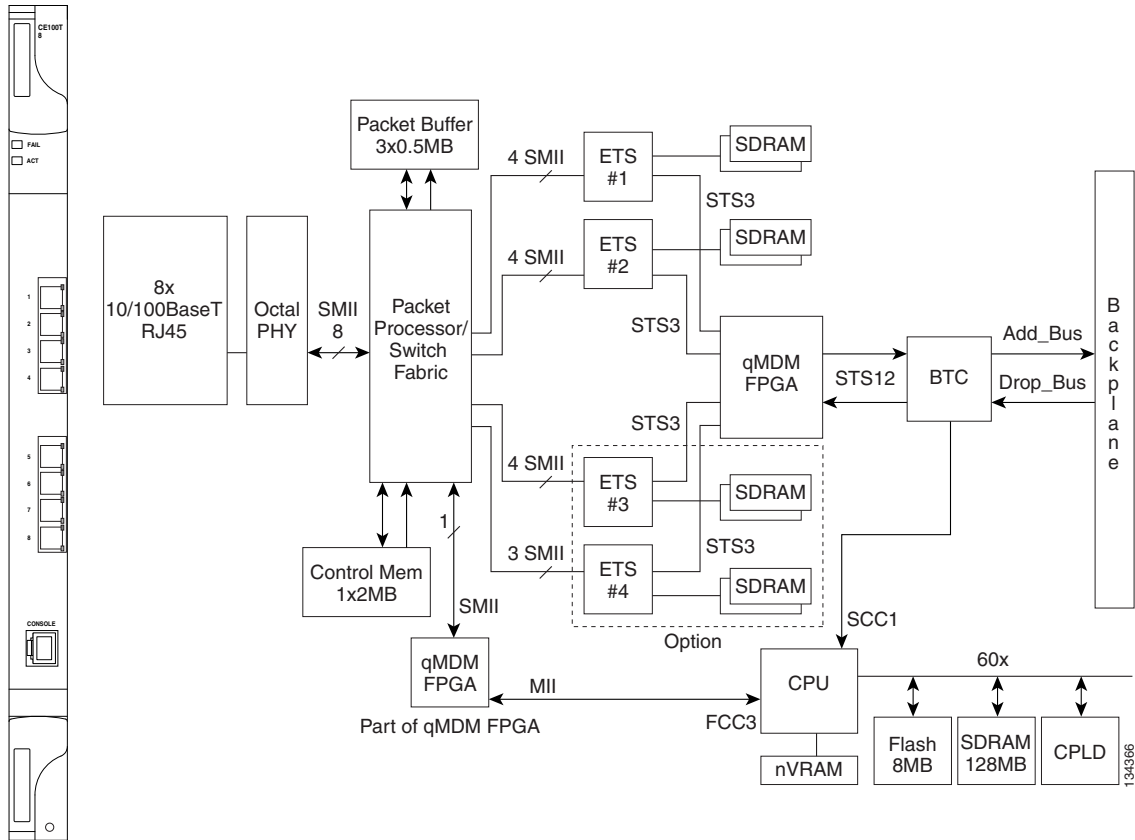 CE100T
8
FAIL
ACT
1
2
3
4
5
6
7
8
CONSOLE
8x
10/100BaseT
RJ45
Octal
PHY
SMII
8
Packet Buffer
3x0.5MB
Packet
Processor/
Switch
Fabric
Control Mem
1x2MB
1
SMII
qMDM
FPGA
Part of qMDM FPGA
MII
4 SMII
ETS
#1
SDRAM
STS3
4 SMII
ETS
#2
SDRAM
STS3
4 SMII
ETS
#3
SDRAM
STS3
3 SMII
ETS
#4
SDRAM
STS3
Option
qMDM
FPGA
STS12
BTC
Add_Bus
Drop_Bus
Backplane
SCC1
CPU
FCC3
nVRAM
60x
Flash
8MB
SDRAM
128MB
CPLD
134366